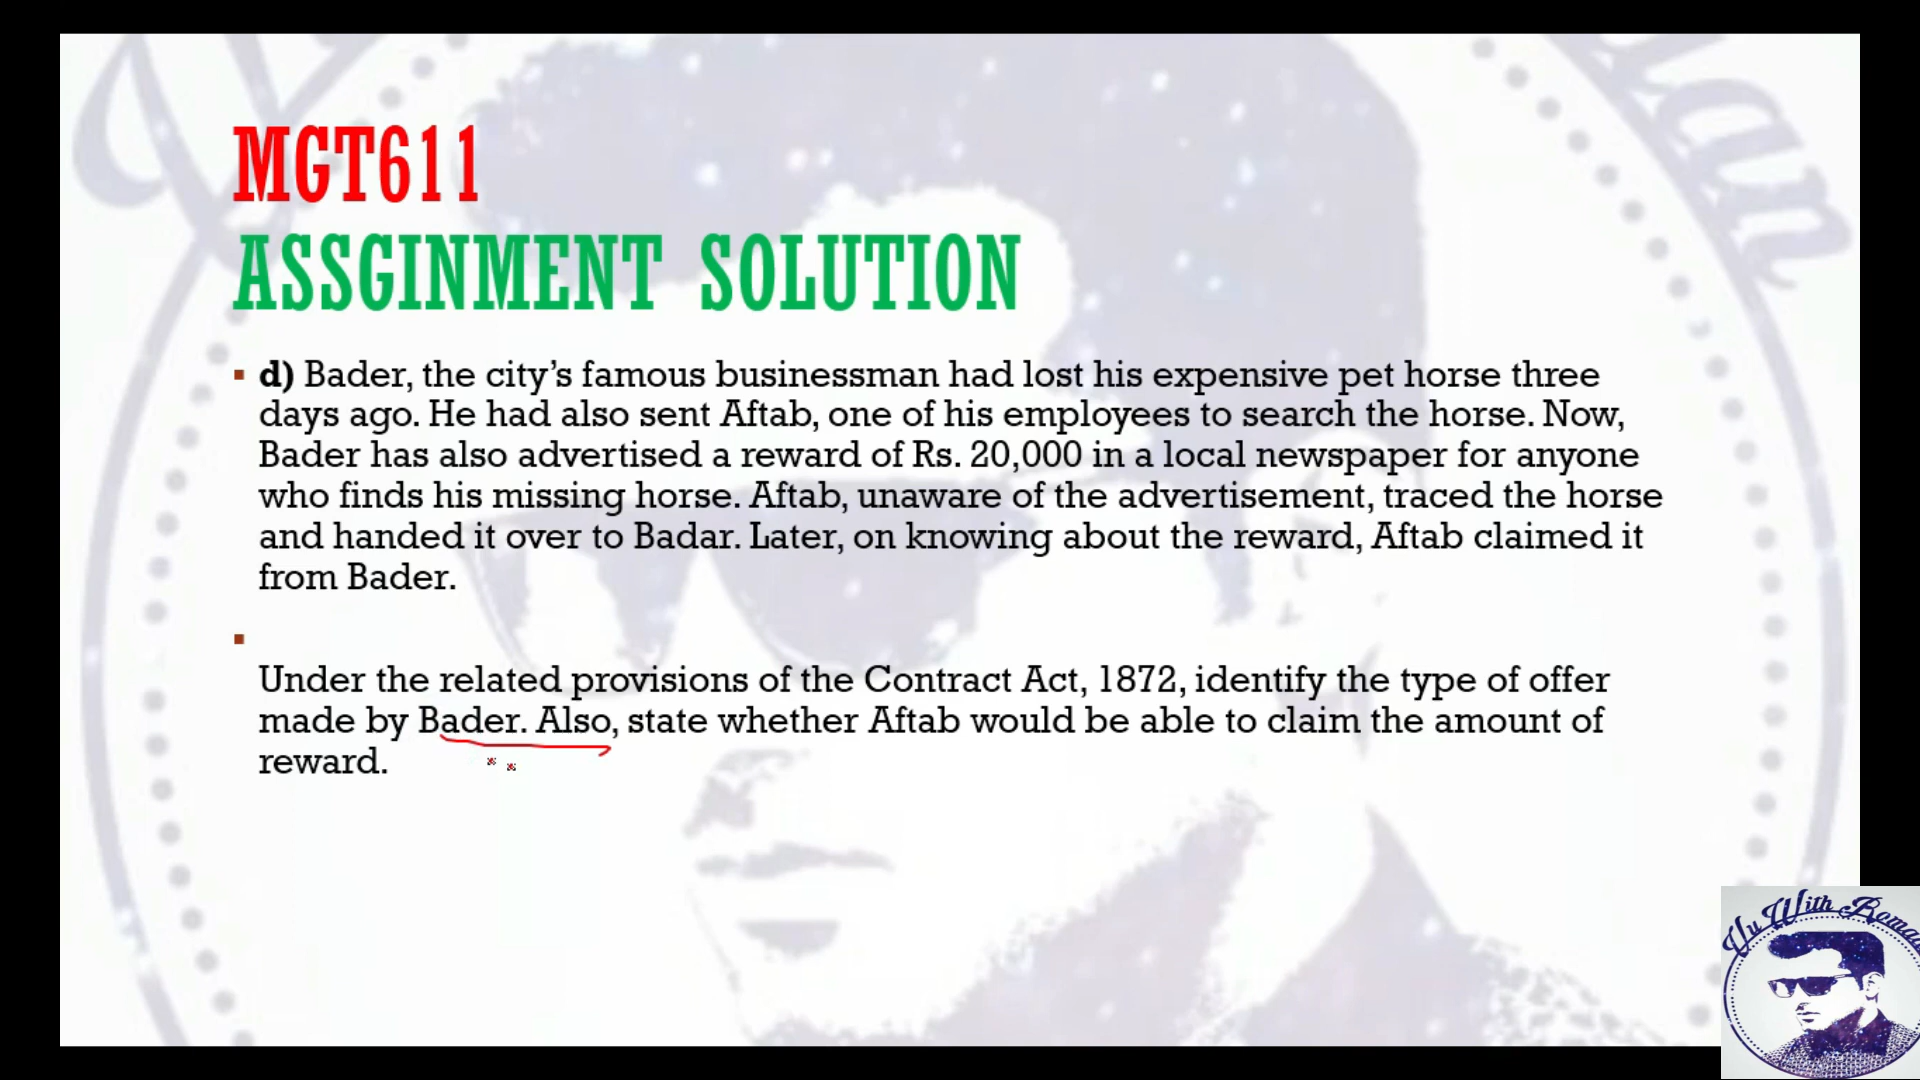 MGT611
ASSGINMENT SOLUTION
▪ d) Bader, the city’s famous businessman had lost his expensive pet horse three
days ago. He had also sent Aftab, one of his employees to search the horse. Now,
Bader has also advertised a reward of Rs. 20,000 in a local newspaper for anyone
who finds his missing horse. Aftab, unaware of the advertisement, traced the horse
and handed it over to Badar. Later, on knowing about the reward, Aftab claimed it
from Bader.
▪
Under the related provisions of the Contract Act, 1872, identify the type of offer
made by Bader. Also, state whether Aftab would be able to claim the amount of
reward.
Vu With